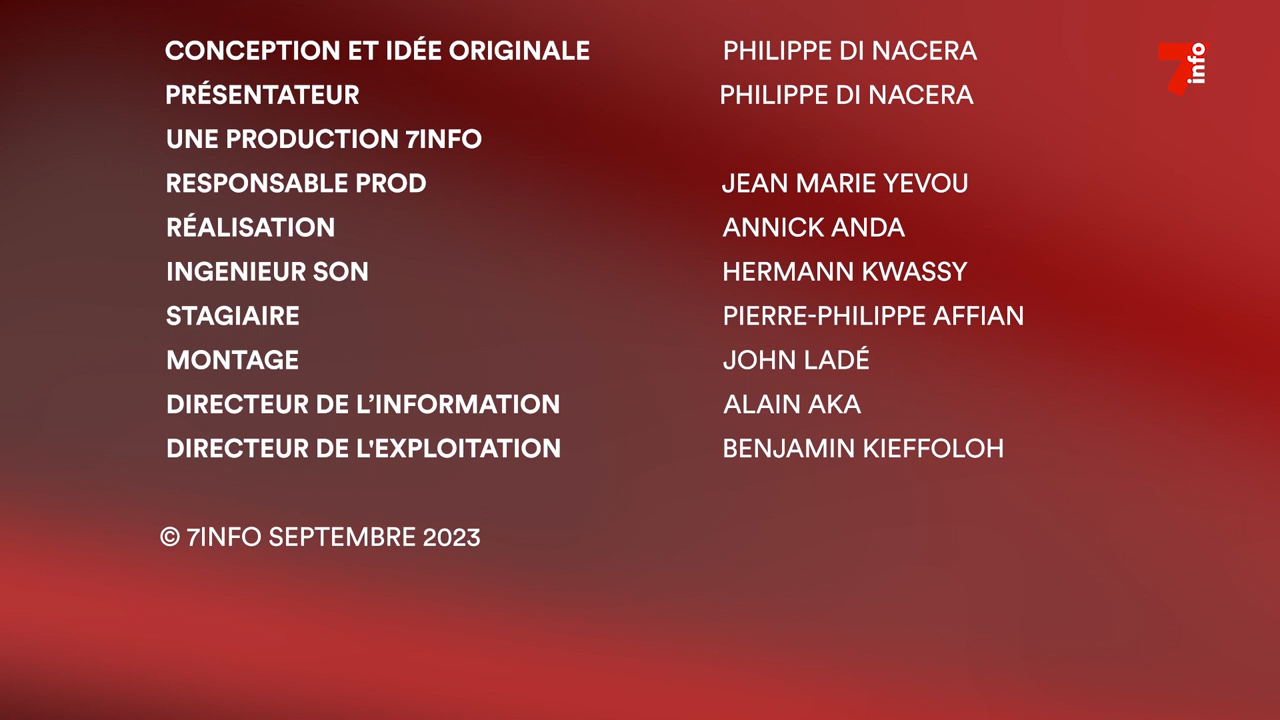 CONCEPTION ET IDÉE ORIGINALE PHILIPPE DI NACERA
PRÉSENTATEUR PHILIPPE DI NACERA
UNE PRODUCTION 7INFO
RESPONSABLE PROD JEAN MARIE YEVOU
RÉALISATION ANNICK ANDA
INGENIEUR SON HERMANN KWASSY
STAGIAIRE PIERRE-PHILIPPE AFFIAN
MONTAGE JOHN LADÉ
DIRECTEUR DE L’INFORMATION ALAIN AKA
DIRECTEUR DE L'EXPLOITATION BENJAMIN KIEFFOLOH
© 7INFO SEPTEMBRE 2023
7info